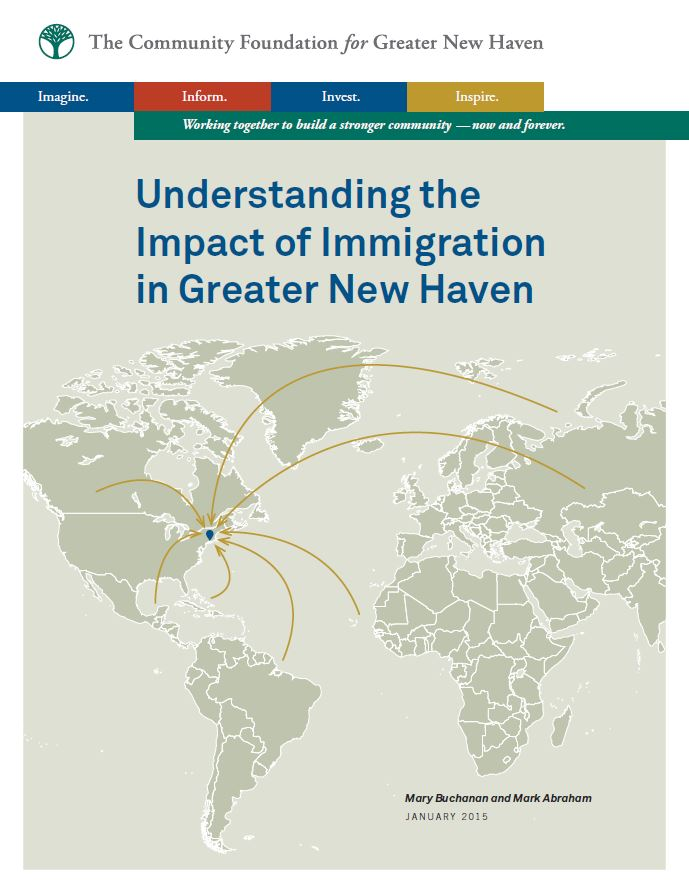 The Community Foundation for Greater New Haven
Imagine. Inform. Invest. Inspire.
Working together to build a stronger community — now and forever.
Understanding the
Impact of Immigration
in Greater New Haven
Mary Buchanan and Mark Abraham
JANUARY 2015